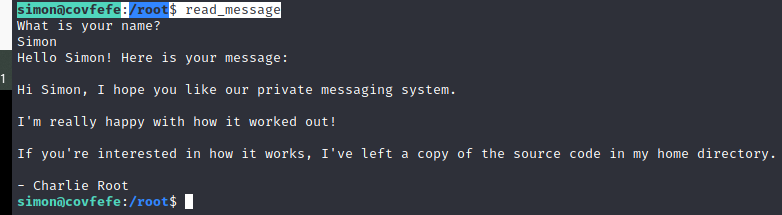 simon@covfefe:/root$ read_message
What is your name?
Simon
Hello Simon! Here is your message:
Hi Simon, I hope you like our private messaging system.
I'm really happy with how it worked out!
If you're interested in how it works, I've left a copy of the source code in my home directory.
- Charlie Root
simon@covfefe:/root$
1